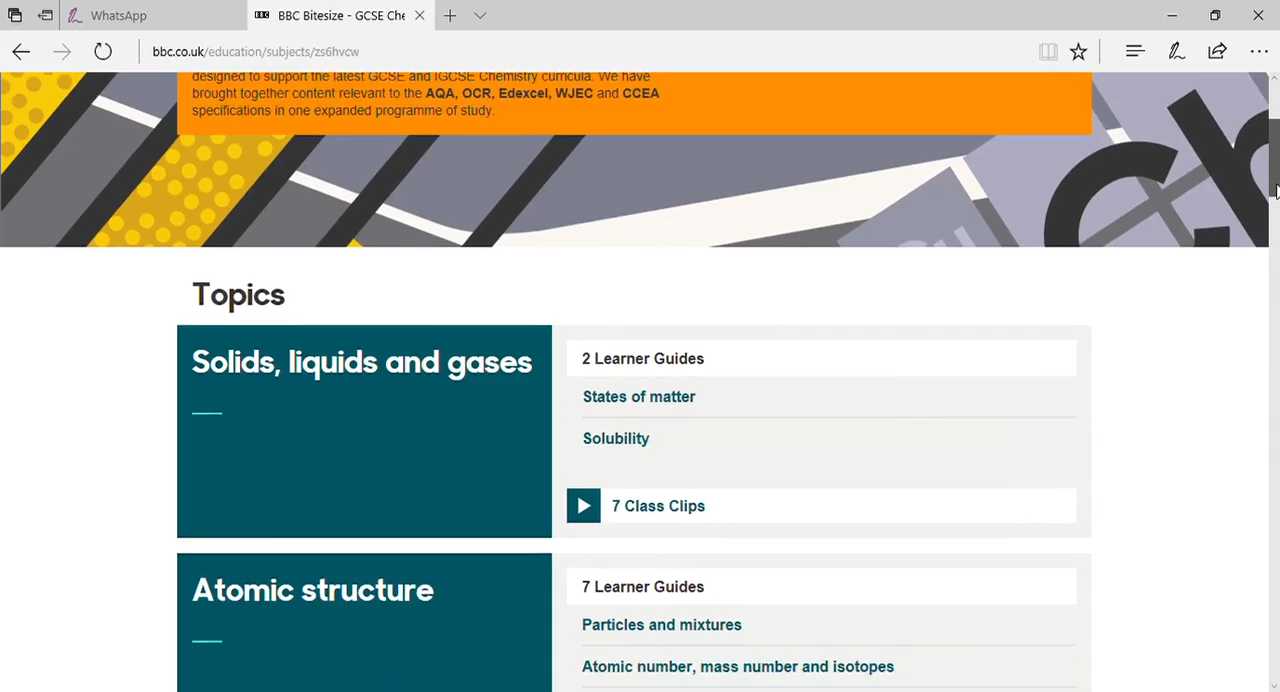 WhatsApp
BBC BBC Bitesize - GCSE Che
bbc.co.uk/education/subjects/zs6hvcw
designed to support the latest GCSE and IGCSE Chemistry curricula. We have
brought together content relevant to the AQA, OCR, Edexcel, WJEC and CCEA
specifications in one expanded programme of study.
Ch
Topics
Solids, liquids and gases
2 Learner Guides
States of matter
Solubility
7 Class Clips
Atomic structure
7 Learner Guides
Particles and mixtures
Atomic number, mass number and isotopes